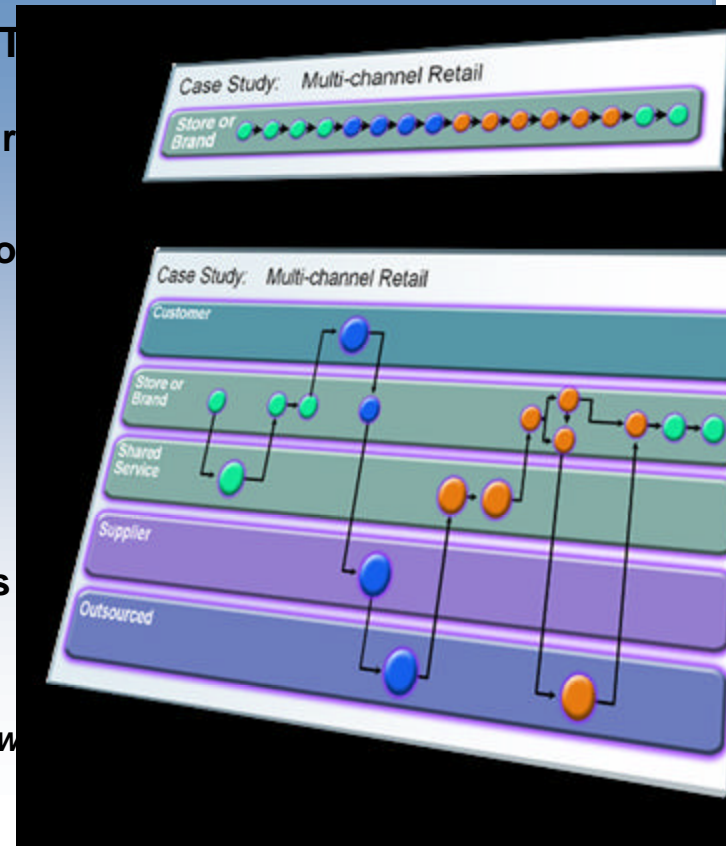 T
r
o
s
w
Case Study: Multi-channel Retail
Store or
Brand
Case Study: Multi-channel Retail
Customer
Store or
Brand
Shared
Service
Supplier
Outsourced